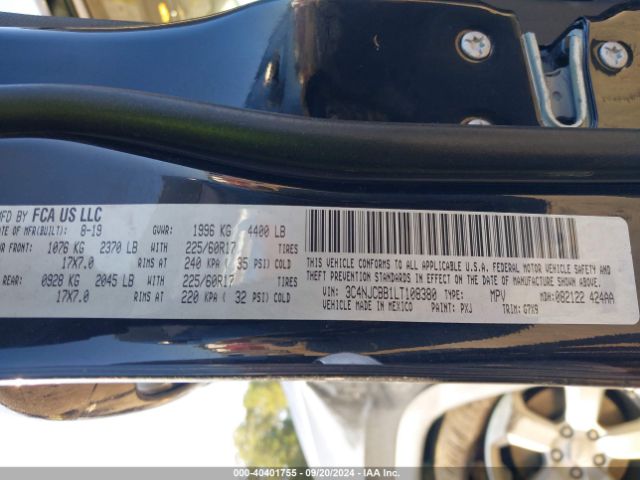 MFD BY FCA US LLC
DATE OF MFR(BUILT): 8-19 GVWR: 1996 KG 4400 LB
FRONT: 1076 KG 2370 LB WITH 225/60R17 TIRES
17X7.0 RIMS AT 240 KPA ( 35 PSI) COLD
REAR: 0928 KG 2045 LB WITH 225/60R17 TIRES
17X7.0 RIMS AT 220 KPA ( 32 PSI) COLD
THIS VEHICLE CONFORMS TO ALL APPLICABLE U.S.A. FEDERAL MOTOR VEHICLE SAFETY, BUMPER, AND
THEFT PREVENTION STANDARDS IN EFFECT ON THE DATE OF MANUFACTURE SHOWN ABOVE.
VIN: 3C4NJCBB1LT108380 TYPE: MPV MDH: 082122 424AA
VEHICLE MADE IN MEXICO PAINT: PXJ TRIM: G7X9
000-40401755 - 09/20/2024 - IAA Inc.